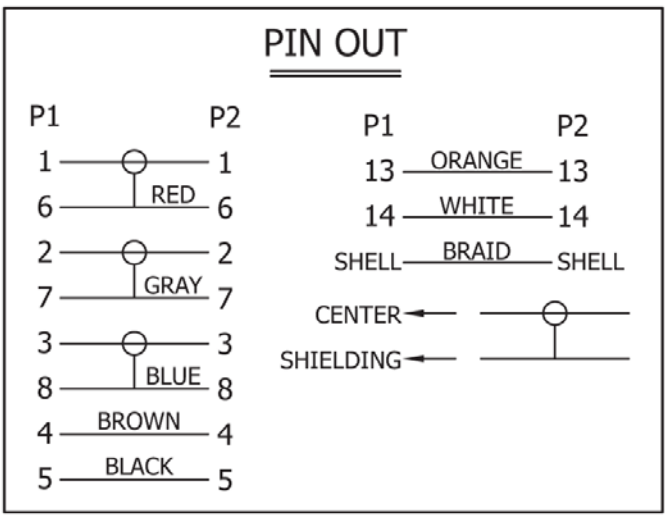 PIN OUT
P1 P2
1 1
RED
6 6
2 2
GRAY
7 7
3 3
BLUE
8 8
BROWN
4 4
BLACK
5 5
P1 P2
ORANGE
13 13
WHITE
14 14
BRAID
SHELL SHELL
CENTER
SHIELDING